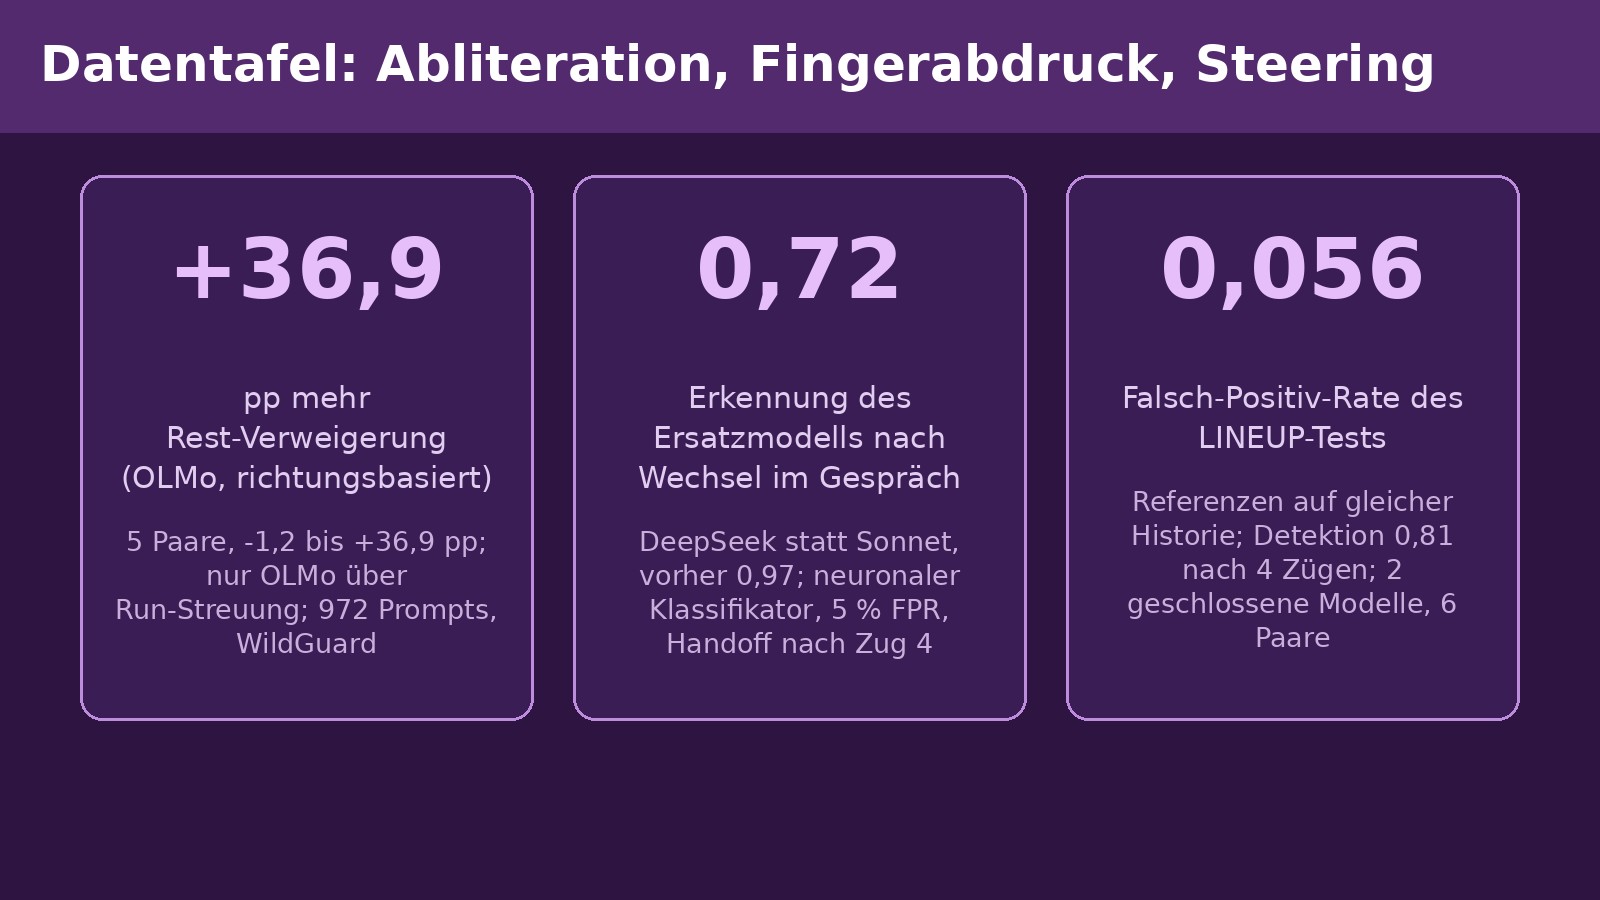 Datentafel: Abliteration, Fingerabdruck, Steering
+36,9
pp mehr
Rest-Verweigerung
(OLMo, richtungsbasiert)
5 Paare, -1,2 bis +36,9 pp;
nur OLMo über
Run-Streuung; 972 Prompts,
WildGuard
0,72
Erkennung des
Ersatzmodells nach
Wechsel im Gespräch
DeepSeek statt Sonnet,
vorher 0,97; neuronaler
Klassifikator, 5 % FPR,
Handoff nach Zug 4
0,056
Falsch-Positiv-Rate des
LINEUP-Tests
Referenzen auf gleicher
Historie; Detektion 0,81
nach 4 Zügen; 2
geschlossene Modelle, 6
Paare